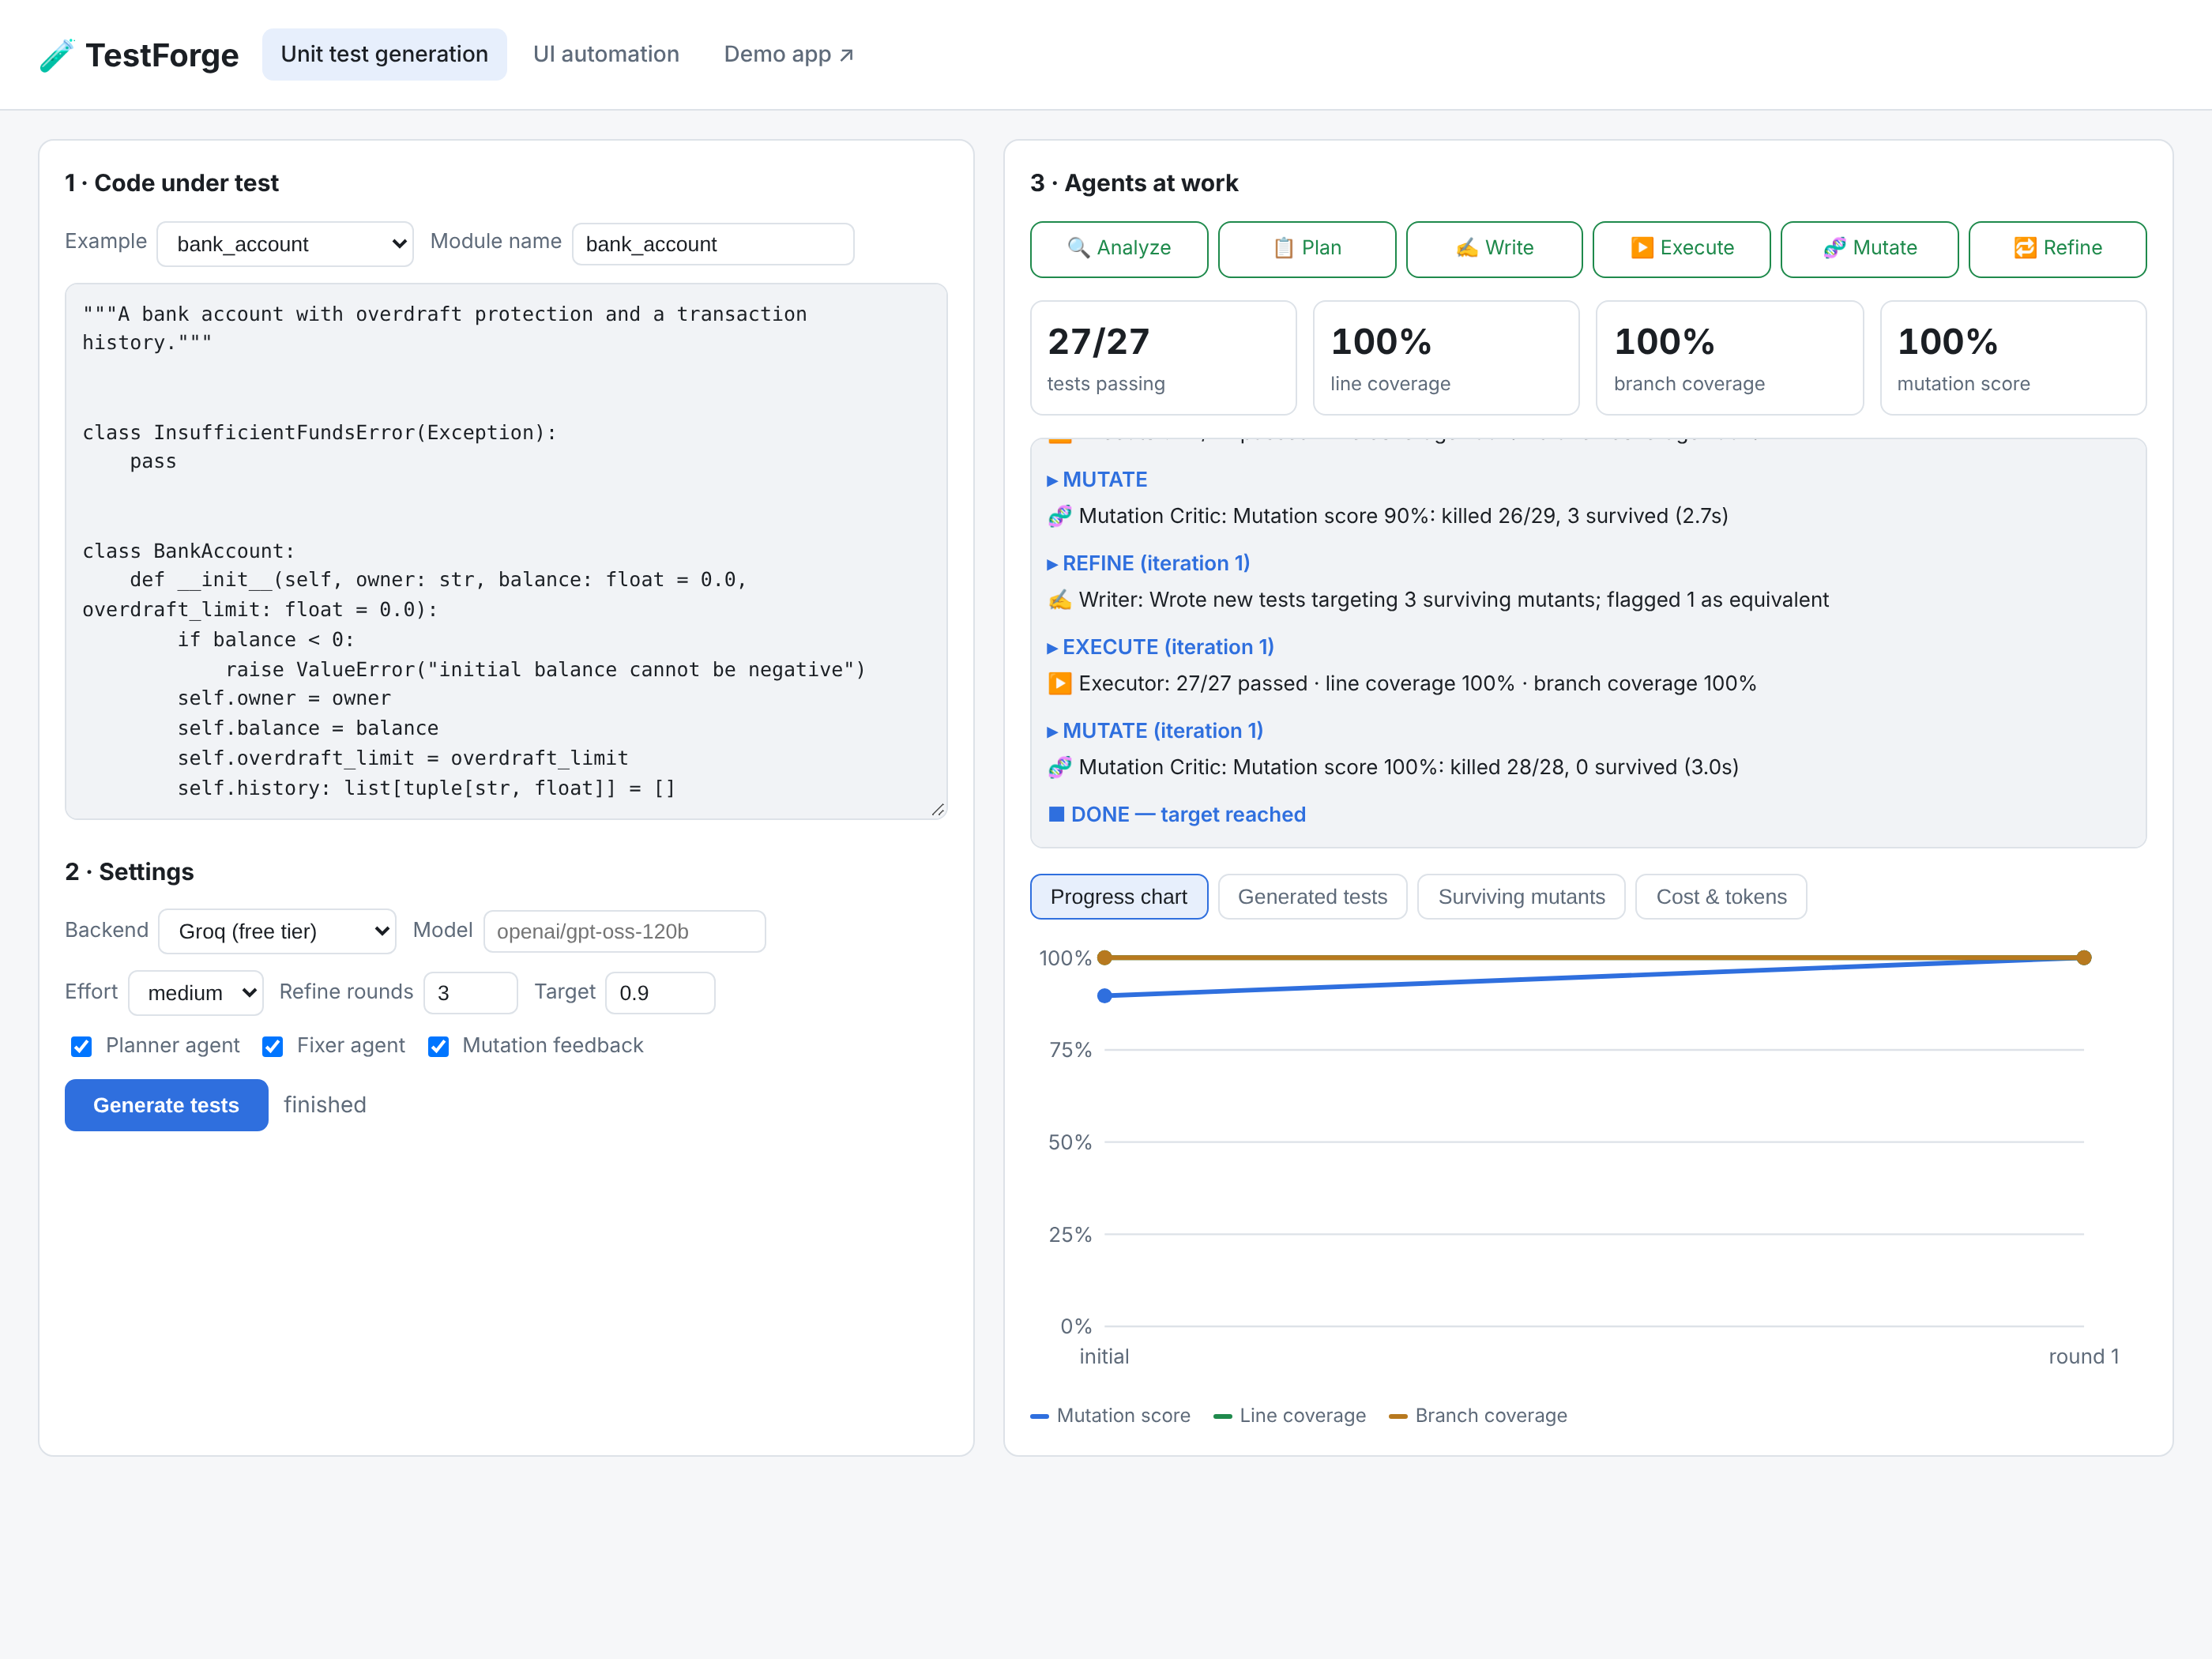 TestForge
Unit test generation
UI automation
Demo app ↗
1 · Code under test
Example bank_account Module name bank_account
"""A bank account with overdraft protection and a transaction
history."""
class InsufficientFundsError(Exception):
    pass
class BankAccount:
    def __init__(self, owner: str, balance: float = 0.0,
overdraft_limit: float = 0.0):
        if balance < 0:
            raise ValueError("initial balance cannot be negative")
        self.owner = owner
        self.balance = balance
        self.overdraft_limit = overdraft_limit
        self.history: list[tuple[str, float]] = []
2 · Settings
Backend Groq (free tier) Model openai/gpt-oss-120b
Effort medium Refine rounds 3 Target 0.9
Planner agent Fixer agent Mutation feedback
Generate tests finished
3 · Agents at work
Analyze Plan Write Execute Mutate Refine
27/27
tests passing
100%
line coverage
100%
branch coverage
100%
mutation score
▸ MUTATE
Mutation Critic: Mutation score 90%: killed 26/29, 3 survived (2.7s)
▸ REFINE (iteration 1)
Writer: Wrote new tests targeting 3 surviving mutants; flagged 1 as equivalent
▸ EXECUTE (iteration 1)
Executor: 27/27 passed · line coverage 100% · branch coverage 100%
▸ MUTATE (iteration 1)
Mutation Critic: Mutation score 100%: killed 28/28, 0 survived (3.0s)
■ DONE — target reached
Progress chart Generated tests Surviving mutants Cost & tokens
100%
75%
50%
25%
0%
initial round 1
Mutation score Line coverage Branch coverage